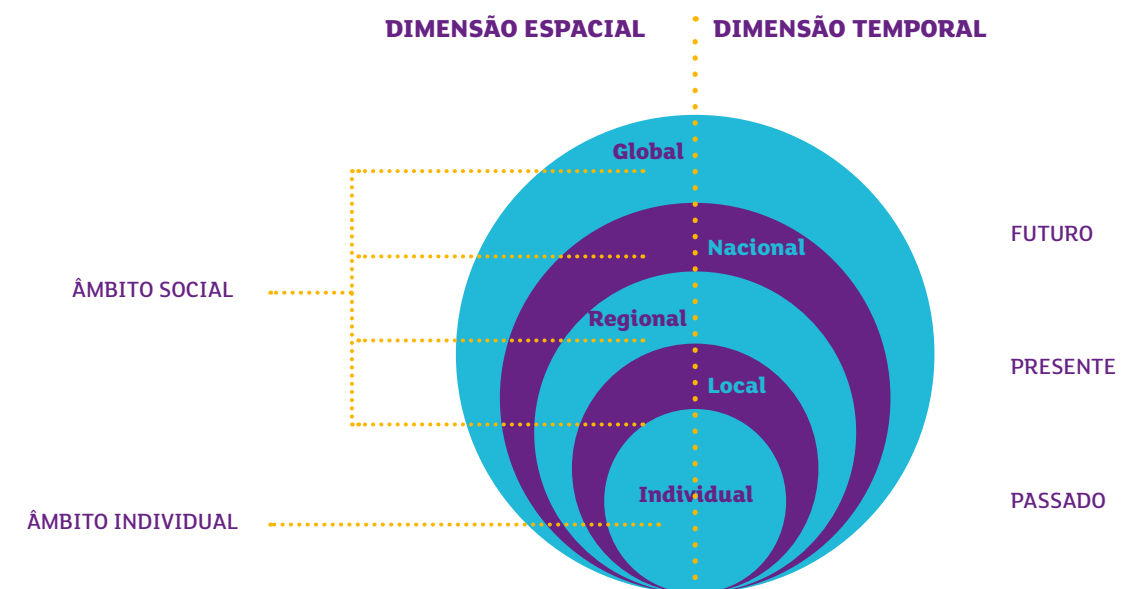 DIMENSÃO ESPACIAL
DIMENSÃO TEMPORAL
Global
Nacional
FUTURO
ÂMBITO SOCIAL
Regional
PRESENTE
Local
Individual
PASSADO
ÂMBITO INDIVIDUAL